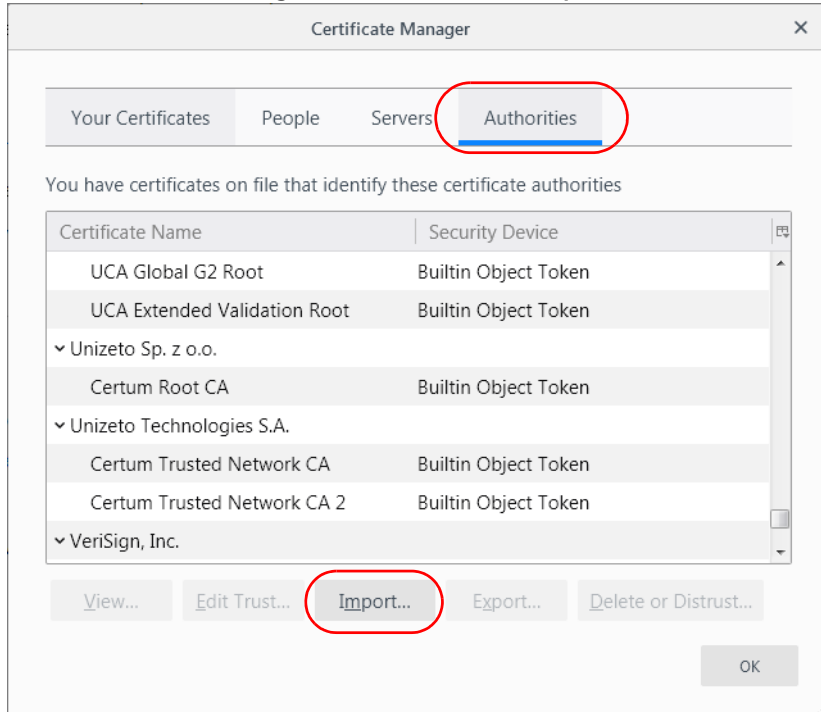 Certificate Manager
Your Certificates People Servers Authorities
You have certificates on file that identify these certificate authorities
Certificate Name Security Device
UCA Global G2 Root Builtin Object Token
UCA Extended Validation Root Builtin Object Token
Unizeto Sp. z o.o.
Certum Root CA Builtin Object Token
Unizeto Technologies S.A.
Certum Trusted Network CA Builtin Object Token
Certum Trusted Network CA 2 Builtin Object Token
VeriSign, Inc.
View... Edit Trust... Import... Export... Delete or Distrust...
OK